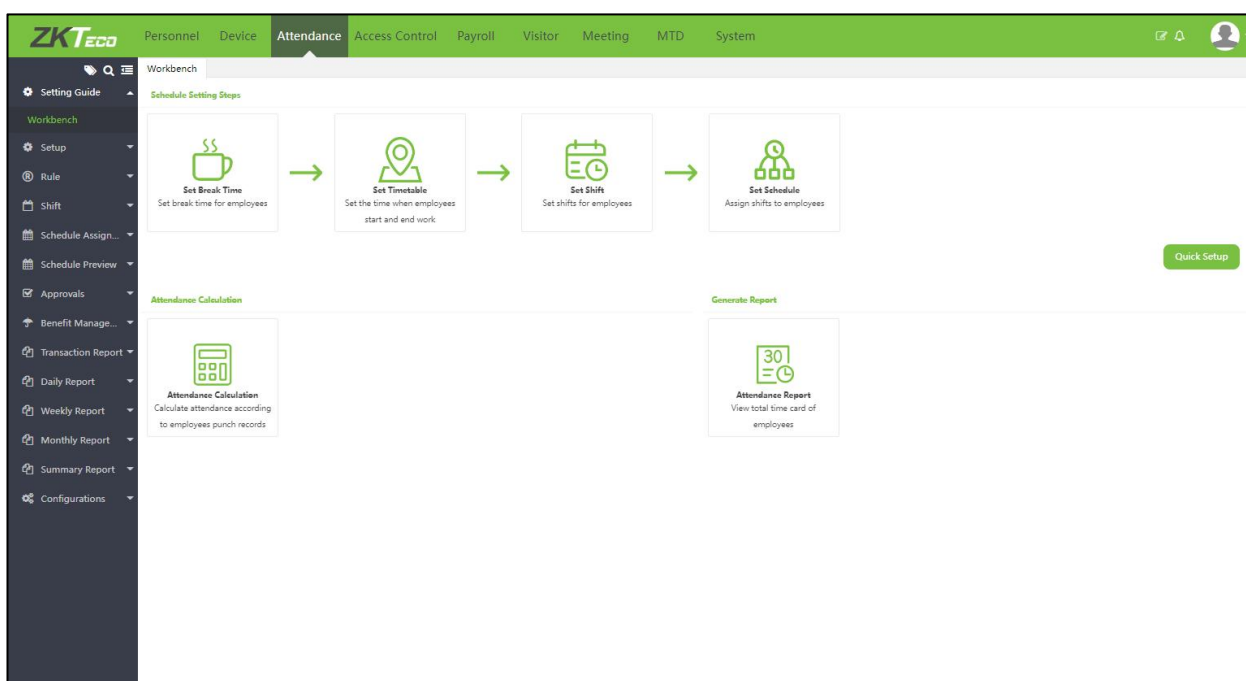 ZKTECO Personnel Device Attendance Access Control Payroll Visitor Meeting MTD System
Workbench
Setting Guide
Workbench
Setup
Rule
Shift
Schedule Assign...
Schedule Preview
Approvals
Benefit Manage...
Transaction Report
Daily Report
Weekly Report
Monthly Report
Summary Report
Configurations
Schedule Setting Steps
Set Break Time
Set break time for employees
Set Timetable
Set the time when employees
start and end work
Set Shift
Set shifts for employees
Set Schedule
Assign shifts to employees
Quick Setup
Attendance Calculation
Attendance Calculation
Calculate attendance according
to employees punch records
Generate Report
30
Attendance Report
View total time card of
employees